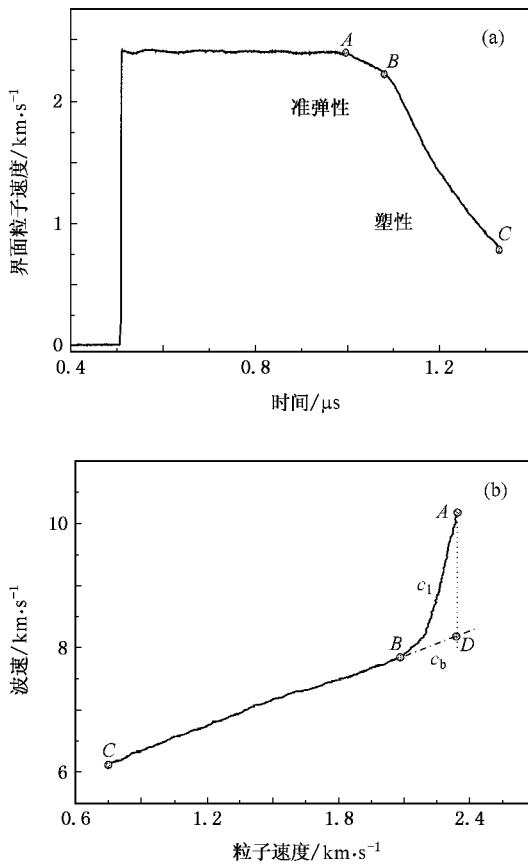 (a)
A
B
2
准弹性
界面粒子速度/km·s⁻¹
1
塑性
C
0
0.4
0.8
1.2
时间/μs
(b)
A
10
c₁
波速/km·s⁻¹
8
B
c_b
D
C
6
0.6
1.2
1.8
2.4
粒子速度/km·s⁻¹